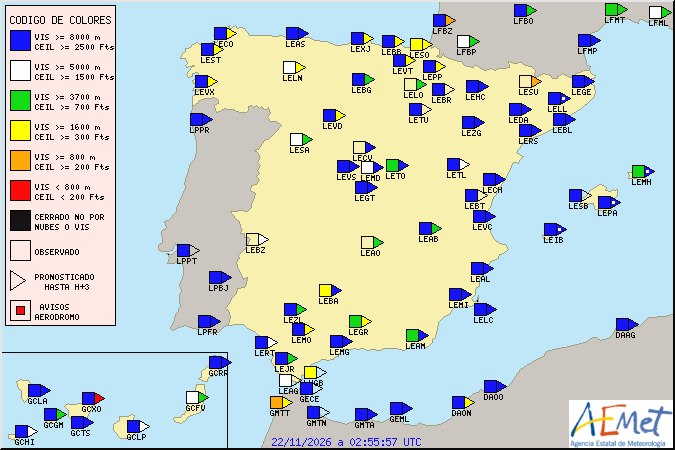 CODIGO DE COLORES
VIS >= 8000 m
CEIL >= 2500 Fts
VIS >= 5000 m
CEIL >= 1500 Fts
VIS >= 3700 m
CEIL >= 700 Fts
VIS >= 1600 m
CEIL >= 300 Fts
VIS >= 800 m
CEIL >= 200 Fts
VIS < 800 m
CEIL < 200 Fts
CERRADO NO POR
NUBES O VIS
OBSERVADO
PRONOSTICADO
HASTA H+3
AVISOS
AERODROMO
LFBO
LFMT
LFML
LFBZ
LECO
LEAS
LEXJ
LEBB
LESO
LFBP
LFMP
LEST
LEVT
LEPP
LELN
LEVX
LEBG
LELO
LEBR
LEHC
LESU
LEGE
LELL
LETU
LEDA
LEBL
LPPR
LEVD
LEZG
LERS
LESA
LECV
LEVS
LEMD
LETO
LETL
LEMH
LEGT
LECH
LEBT
LESB
LEPA
LEVC
LEIB
LEBZ
LEAO
LEAB
LPPT
LPBJ
LEAL
LEBA
LEMI
LEZL
LELC
LPFR
LEMO
LEGR
LEAM
DAAG
LERT
LEMG
LEJR
GCRR
LEAG
LXGB
GCLA
GCXO
GCFV
GECE
DAOO
GMTT
GEML
DAON
GCGM
GCTS
GMTN
GMTA
GCHI
GCLP
22/11/2026 a 02:55:57 UTC
AEMet
Agencia Estatal de Meteorología